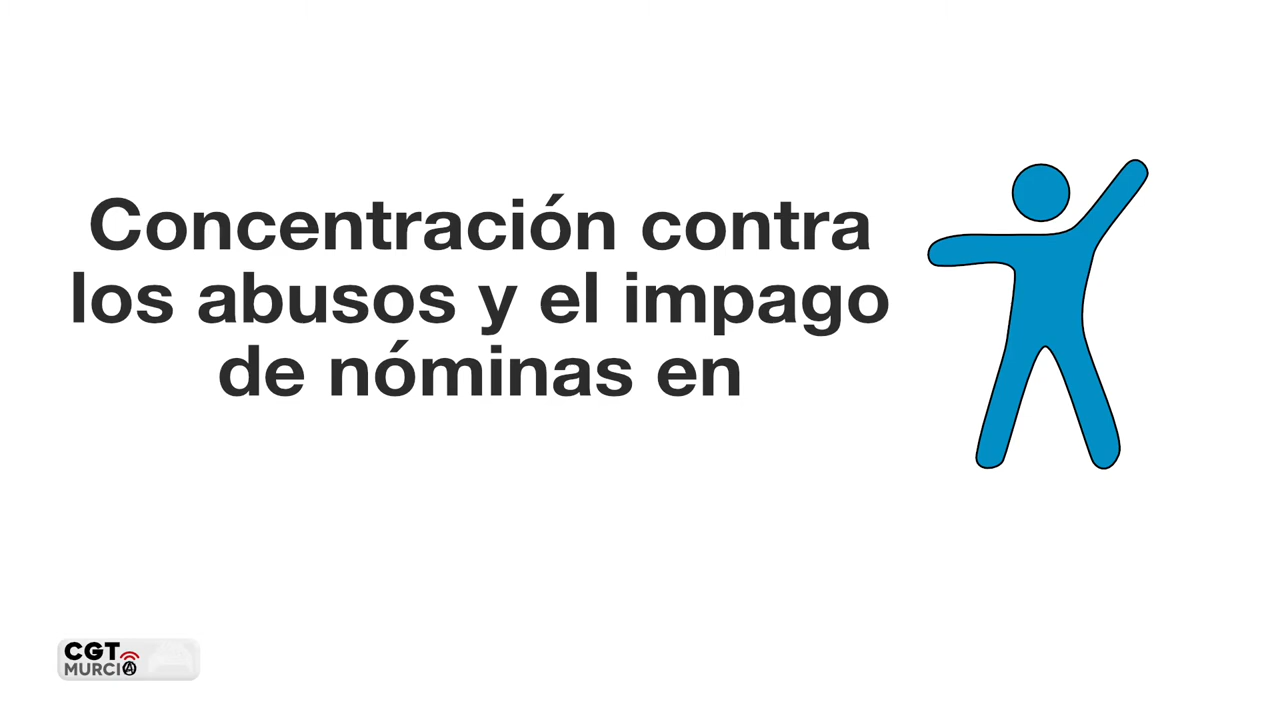 Concentración contra
los abusos y el impago
de nóminas en
CGT
MURCIA